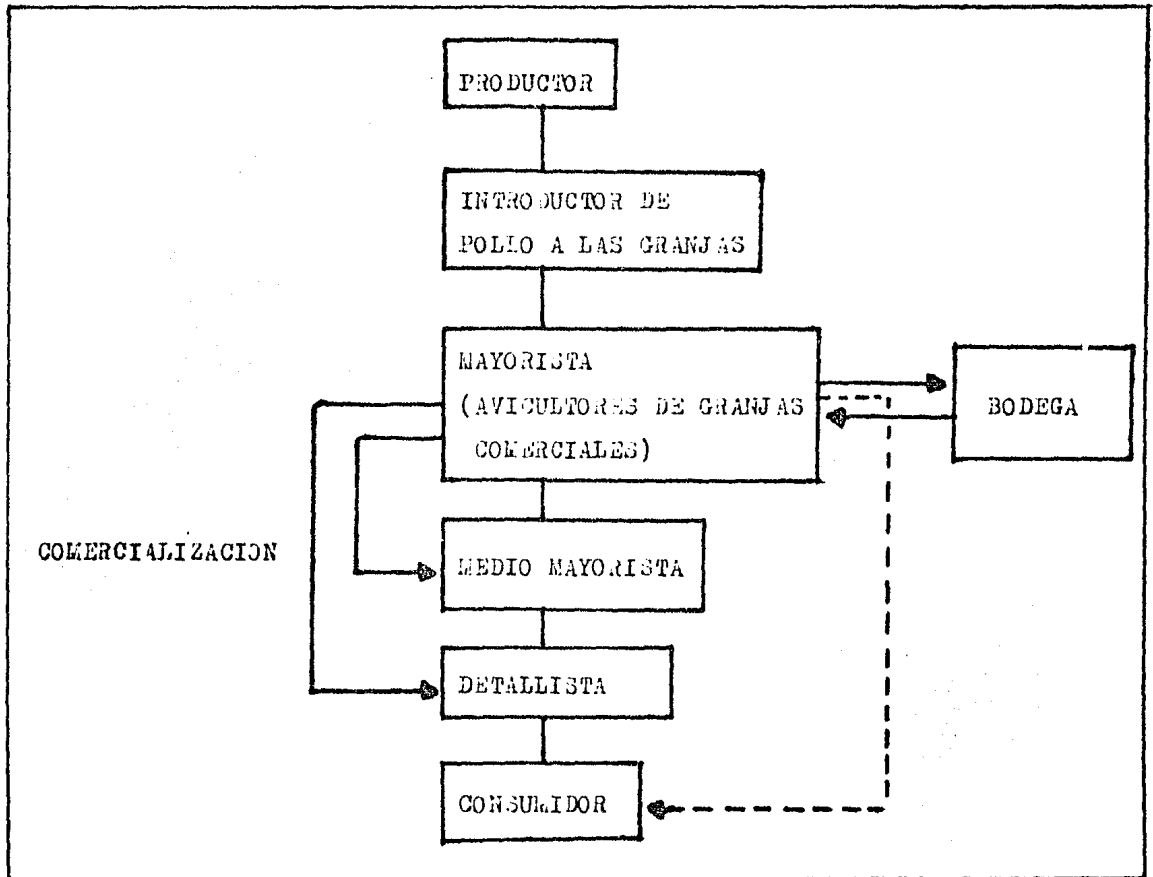 PRODUCTOR
INTRODUCTOR DE
POLLO A LAS GRANJAS
MAYORISTA
(AVICULTORES DE GRANJAS
COMERCIALES)
BODEGA
COMERCIALIZACION
MEDIO MAYORISTA
DETALLISTA
CONSUMIDOR